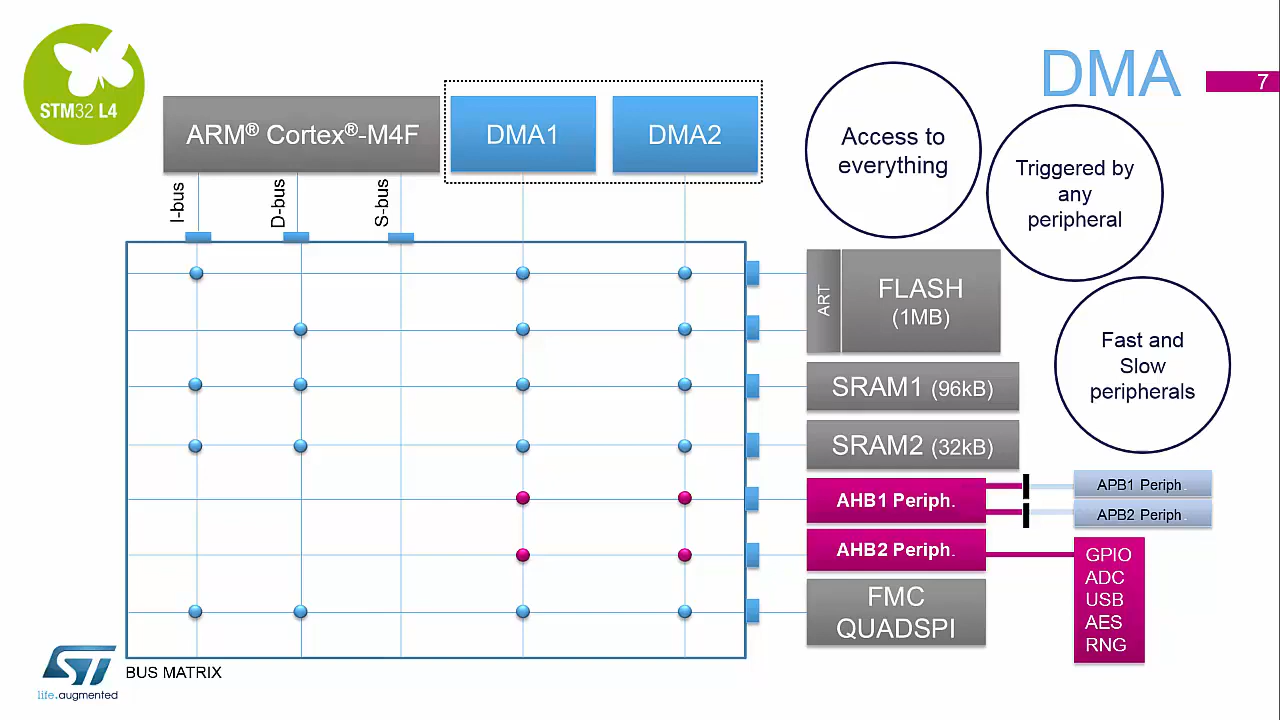 DMA
7
STM32 L4
ARM® Cortex®-M4F
DMA1
DMA2
I-bus
D-bus
S-bus
Access to
everything
Triggered by
any
peripheral
Fast and
Slow
peripherals
ART
FLASH
(1MB)
SRAM1 (96kB)
SRAM2 (32kB)
AHB1 Periph.
AHB2 Periph.
FMC
QUADSPI
APB1 Periph.
APB2 Periph.
GPIO
ADC
USB
AES
RNG
ST
life.augmented
BUS MATRIX